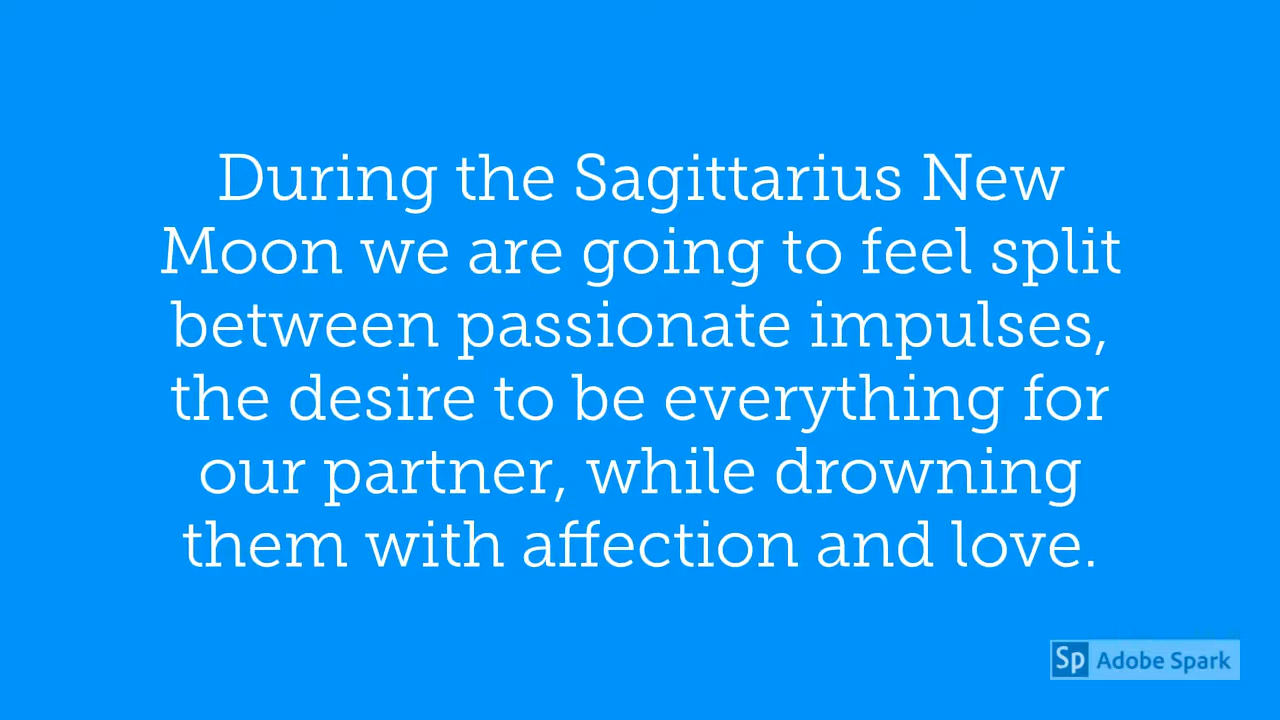 During the Sagittarius New
Moon we are going to feel split
between passionate impulses,
the desire to be everything for
our partner, while drowning
them with affection and love.
Sp Adobe Spark